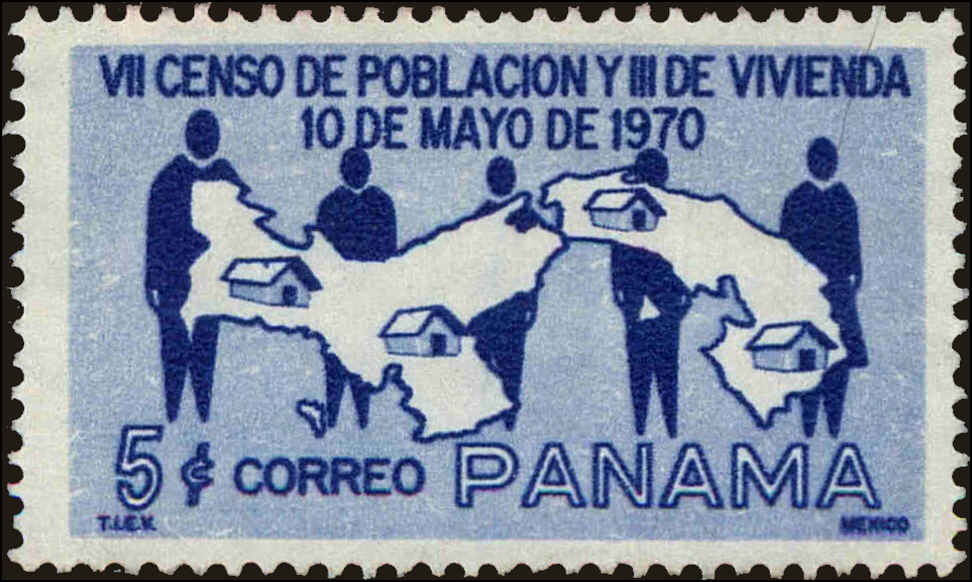 VII CENSO DE POBLACION Y III DE VIVIENDA
10 DE MAYO DE 1970
5 ¢ CORREO PANAMA
T.I.E.V. MEXICO